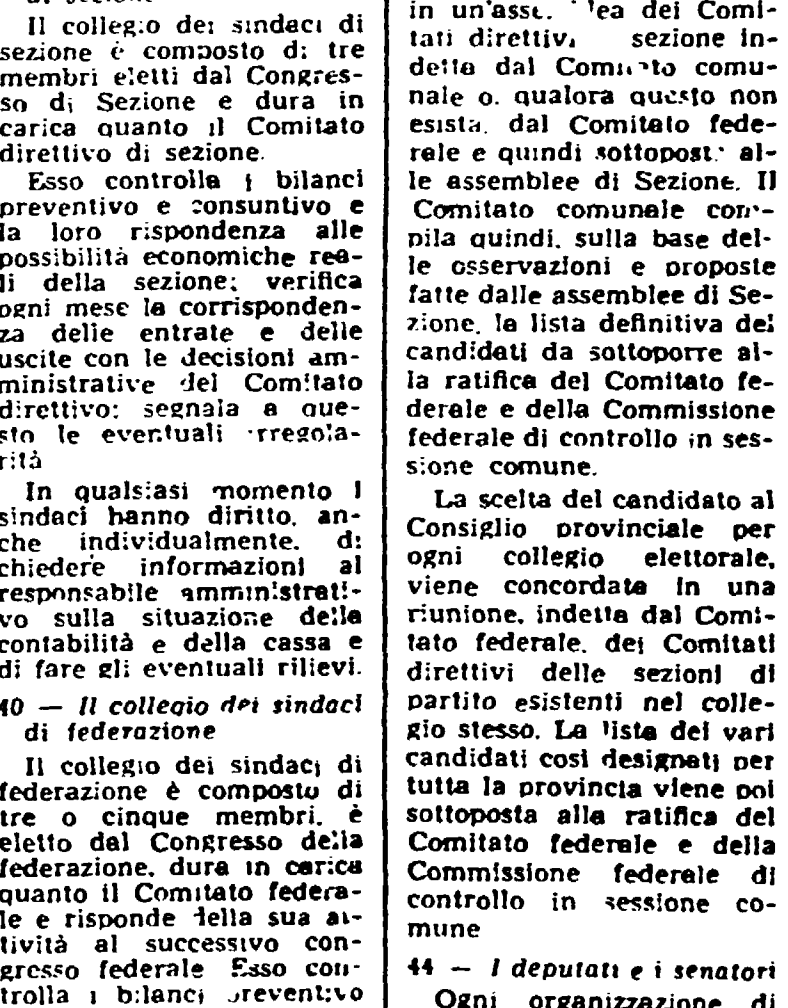 Il collegio dei sindaci di
sezione è composto di tre
membri eletti dal Congres-
so di Sezione e dura in
carica quanto il Comitato
direttivo di sezione.
Esso controlla i bilanci
preventivo e consuntivo e
la loro rispondenza alle
possibilità economiche rea-
li della sezione; verifica
ogni mese la corrisponden-
za delle entrate e delle
uscite con le decisioni am-
ministrative del Comitato
direttivo; segnala a que-
sto le eventuali irregola-
rità
In qualsiasi momento i
sindaci hanno diritto, an-
che individualmente, di
chiedere informazioni al
responsabile amministrati-
vo sulla situazione della
contabilità e della cassa e
di fare gli eventuali rilievi.
40 — Il collegio dei sindaci
di federazione
Il collegio dei sindaci di
federazione è composto di
tre o cinque membri, è
eletto dal Congresso della
federazione, dura in carica
quanto il Comitato federa-
le e risponde della sua at-
tività al successivo con-
gresso federale Esso con-
trolla i bilanci preventivo
in un'assemblea dei Comi-
tati direttivi sezione in-
detta dal Comitato comu-
nale o, qualora questo non
esista, dal Comitato fede-
rale e quindi sottoposta al-
le assemblee di Sezione. Il
Comitato comunale com-
pila quindi, sulla base del-
le osservazioni e proposte
fatte dalle assemblee di Se-
zione, la lista definitiva dei
candidati da sottoporre al-
la ratifica del Comitato fe-
derale e della Commissione
federale di controllo in ses-
sione comune.
La scelta del candidato al
Consiglio provinciale per
ogni collegio elettorale,
viene concordata in una
riunione, indetta dal Comi-
tato federale, dei Comitati
direttivi delle sezioni di
partito esistenti nel colle-
gio stesso. La lista dei vari
candidati così designati per
tutta la provincia viene poi
sottoposta alla ratifica del
Comitato federale e della
Commissione federale di
controllo in sessione co-
mune
44 — I deputati e i senatori
Ogni organizzazione di